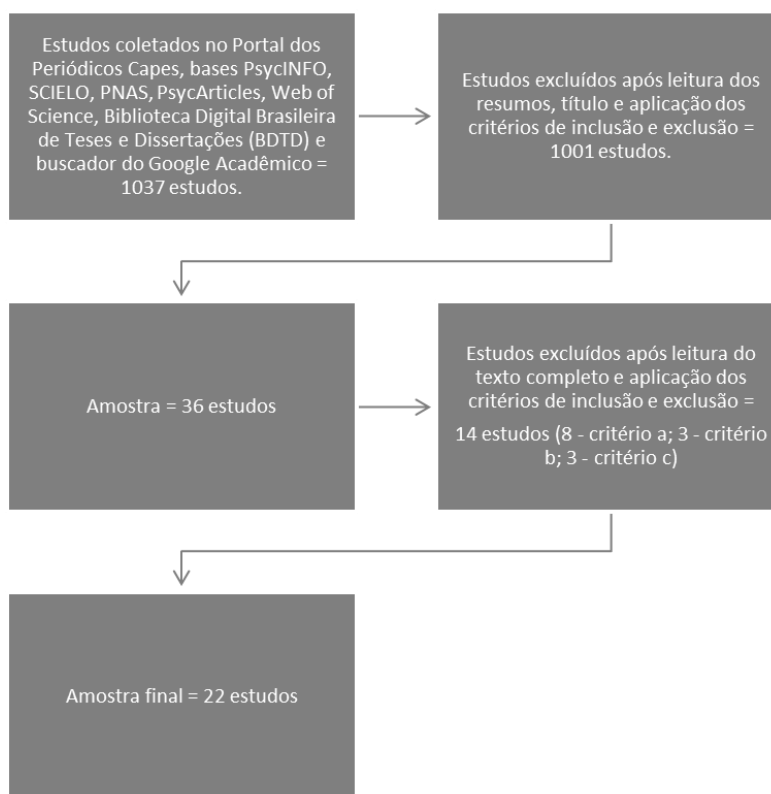 Estudos coletados no Portal dos
Periódicos Capes, bases PsycINFO,
SCIELO, PNAS, PsycArticles, Web of
Science, Biblioteca Digital Brasileira
de Teses e Dissertações (BDTD) e
buscador do Google Acadêmico =
1037 estudos.
Estudos excluídos após leitura dos
resumos, título e aplicação dos
critérios de inclusão e exclusão =
1001 estudos.
Amostra = 36 estudos
Estudos excluídos após leitura do
texto completo e aplicação dos
critérios de inclusão e exclusão =
14 estudos (8 - critério a; 3 - critério
b; 3 - critério c)
Amostra final = 22 estudos